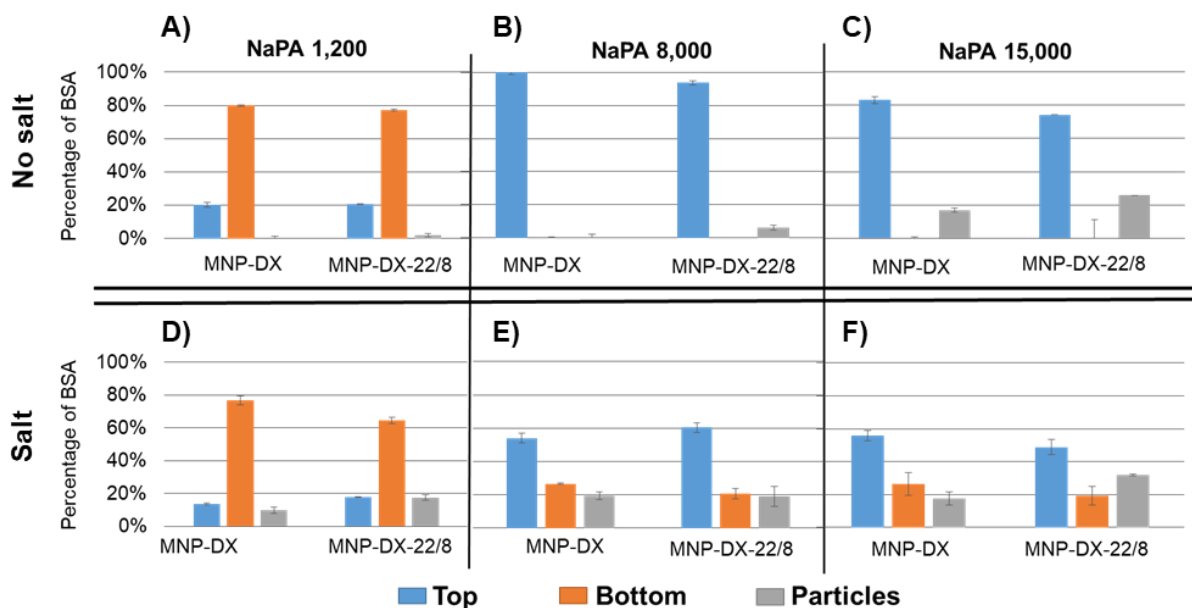 A) B) C)
NaPA 1,200 NaPA 8,000 NaPA 15,000
No salt
Percentage of BSA
100%
80%
60%
40%
20%
0%
MNP-DX MNP-DX-22/8 MNP-DX MNP-DX-22/8 MNP-DX MNP-DX-22/8
D) E) F)
Salt
Percentage of BSA
100%
80%
60%
40%
20%
0%
MNP-DX MNP-DX-22/8 MNP-DX MNP-DX-22/8 MNP-DX MNP-DX-22/8
Top Bottom Particles